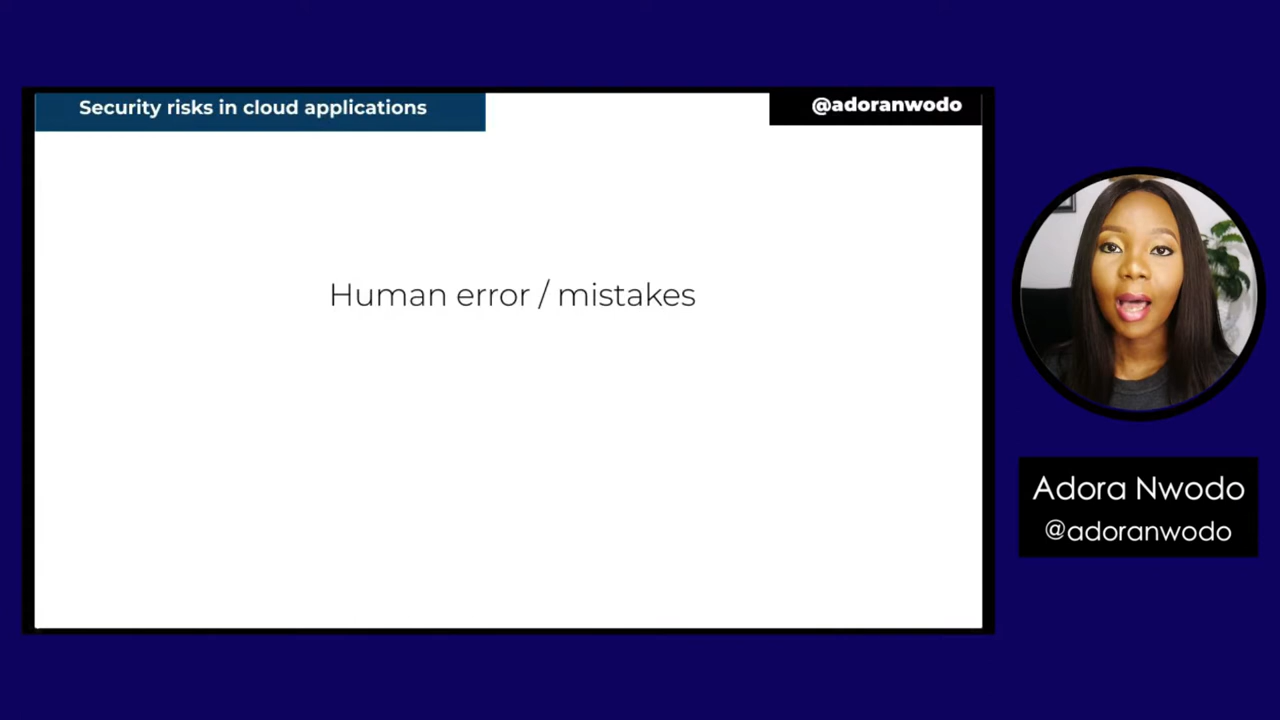 Security risks in cloud applications
@adoranwodo
Human error / mistakes
Adora Nwodo
@adoranwodo